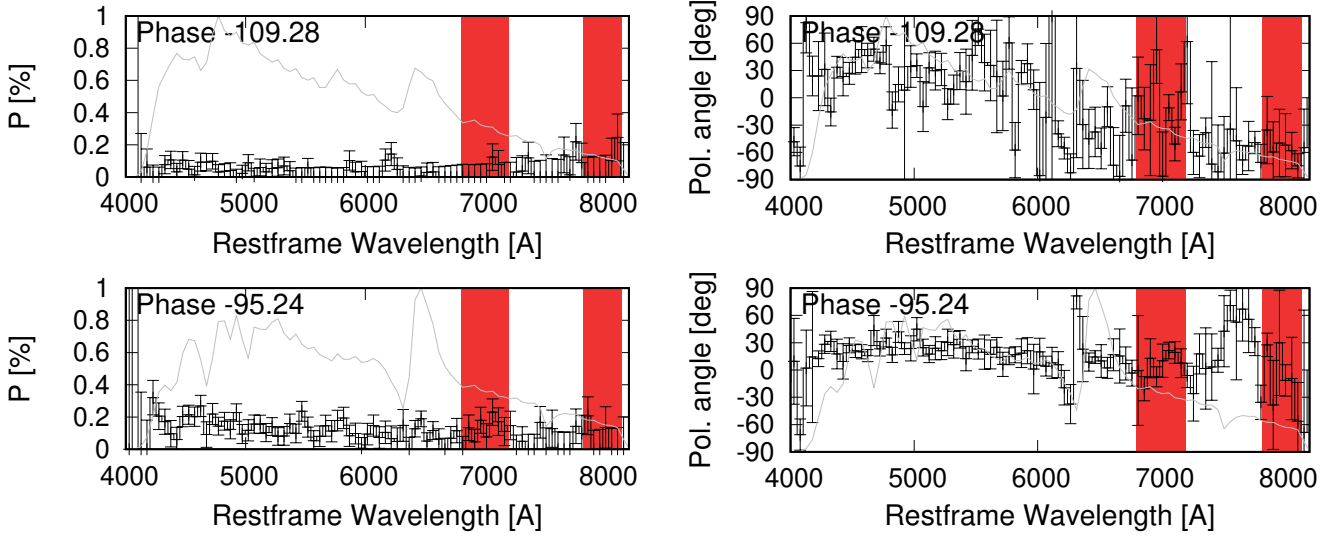 Phase -109.28
P [%]
1
0.8
0.6
0.4
0.2
0
4000 5000 6000 7000 8000
Restframe Wavelength [A]
Phase -109.28
Pol. angle [deg]
90
60
30
0
-30
-60
-90
4000 5000 6000 7000 8000
Restframe Wavelength [A]
Phase -95.24
P [%]
1
0.8
0.6
0.4
0.2
0
4000 5000 6000 7000 8000
Restframe Wavelength [A]
Phase -95.24
Pol. angle [deg]
90
60
30
0
-30
-60
-90
4000 5000 6000 7000 8000
Restframe Wavelength [A]